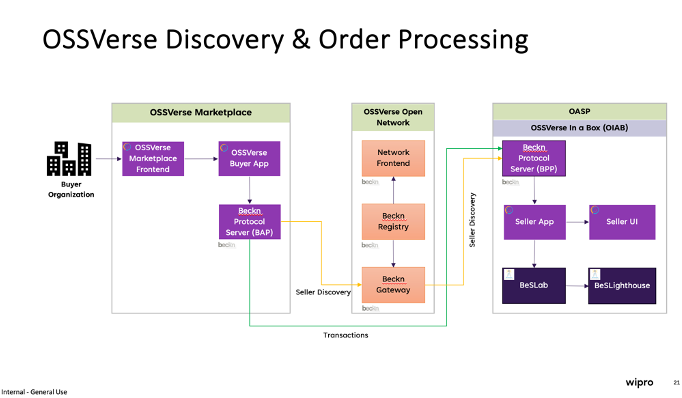 OSSVerse Discovery & Order Processing
OSSVerse Marketplace
OSSVerse
Marketplace
Frontend
OSSVerse
Buyer App
Beckn
Protocol
Server (BAP)
beckn
Buyer
Organization
OSSVerse Open
Network
Network
Frontend
beckn
Beckn
Registry
beckn
Beckn
Gateway
beckn
Seller Discovery
Transactions
Seller Discovery
OASP
OSSVerse In a Box (OIAB)
Beckn
Protocol
Server (BPP)
beckn
Seller App
Seller UI
BeSLab
BeSLighthouse
wipro
21
Internal - General Use